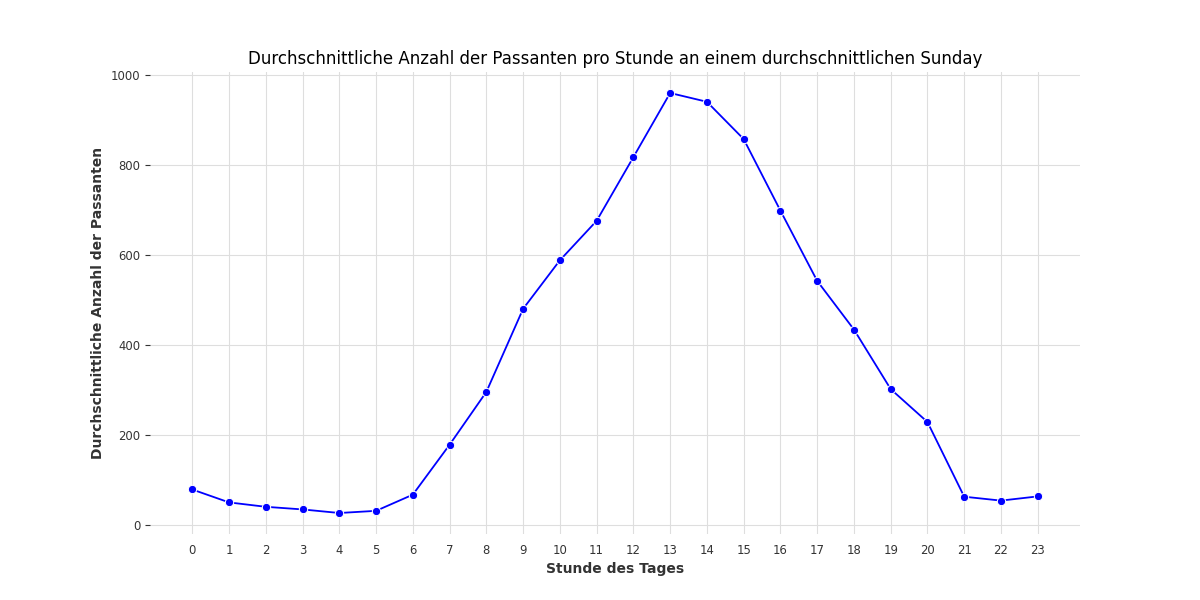 Durchschnittliche Anzahl der Passanten pro Stunde an einem durchschnittlichen Sunday
Durchschnittliche Anzahl der Passanten
1000
800
600
400
200
0
0 1 2 3 4 5 6 7 8 9 10 11 12 13 14 15 16 17 18 19 20 21 22 23
Stunde des Tages